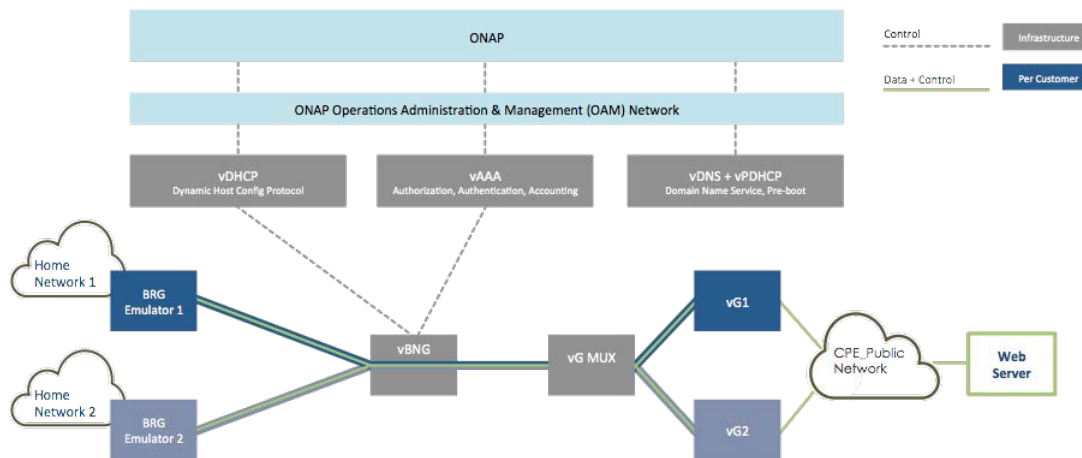 ONAP
Control
Infrastructure
Data + Control
Per Customer
ONAP Operations Administration & Management (OAM) Network
vDHCP
Dynamic Host Config Protocol
vAAA
Authorization, Authentication, Accounting
vDNS + vPDHCP
Domain Name Service, Pre-boot
Home
Network 1
BRG
Emulator 1
vG1
vBNG
vG MUX
CPE_Public
Network
Web
Server
Home
Network 2
BRG
Emulator 2
vG2